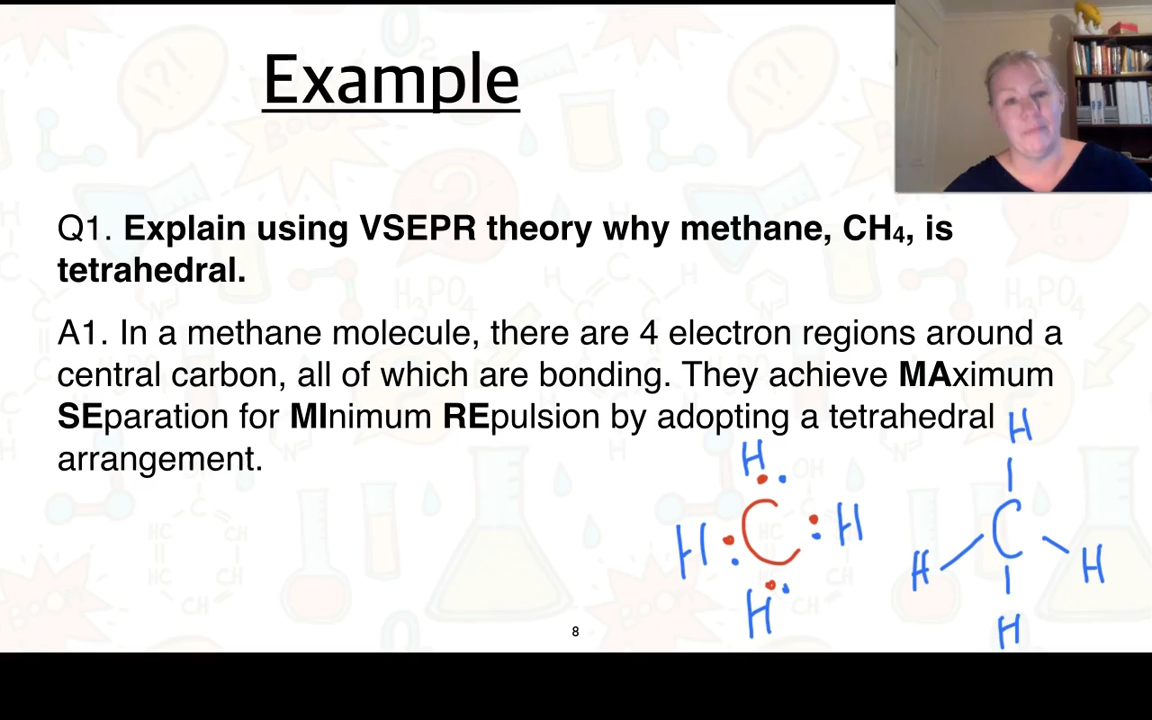 Example
Q1. Explain using VSEPR theory why methane, CH₄, is
tetrahedral.
A1. In a methane molecule, there are 4 electron regions around a
central carbon, all of which are bonding. They achieve MAximum
SEparation for MInimum REpulsion by adopting a tetrahedral
arrangement.
H
H C H
H
H
C
H H
H
8